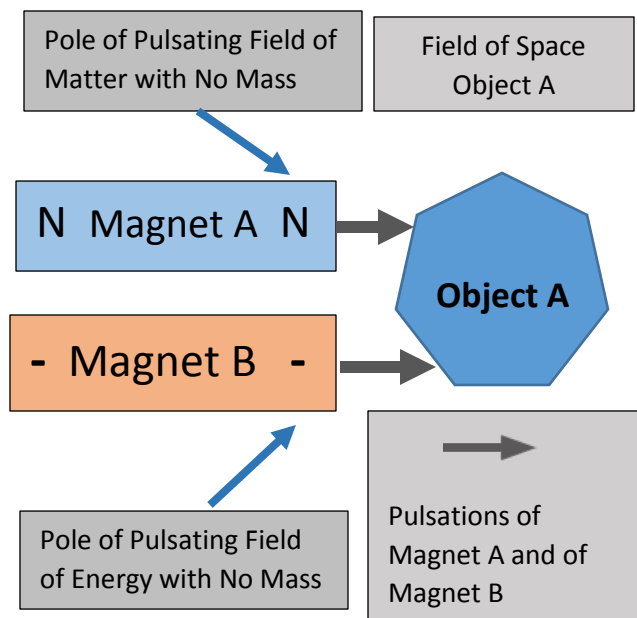 Pole of Pulsating Field of
Matter with No Mass
Field of Space
Object A
N Magnet A N
Object A
- Magnet B -
Pole of Pulsating Field
of Energy with No Mass
Pulsations of
Magnet A and of
Magnet B